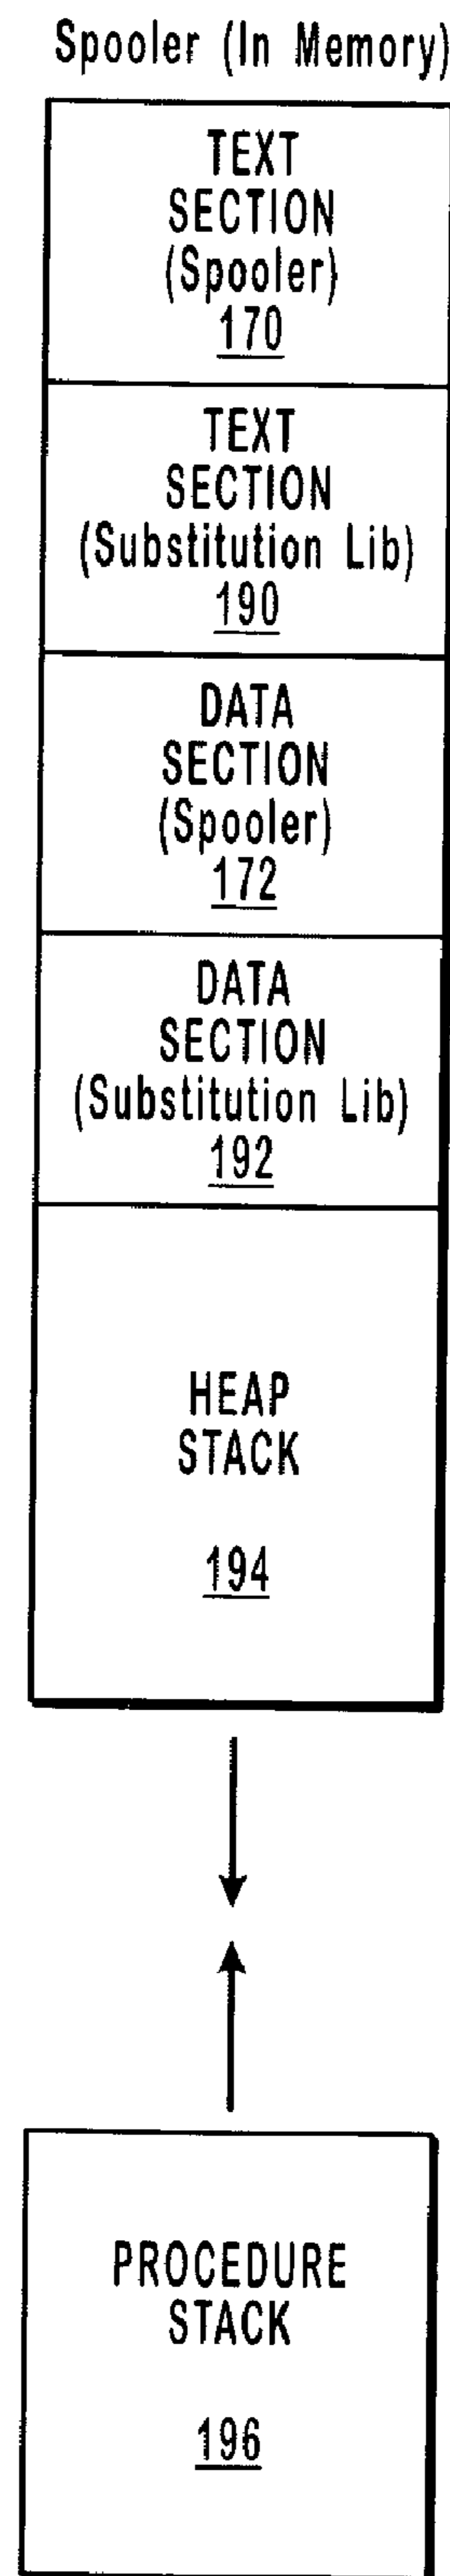 Spooler (In Memory)
TEXT
SECTION
(Spooler)
170
TEXT
SECTION
(Substitution Lib)
190
DATA
SECTION
(Spooler)
172
DATA
SECTION
(Substitution Lib)
192
HEAP
STACK
194
PROCEDURE
STACK
196